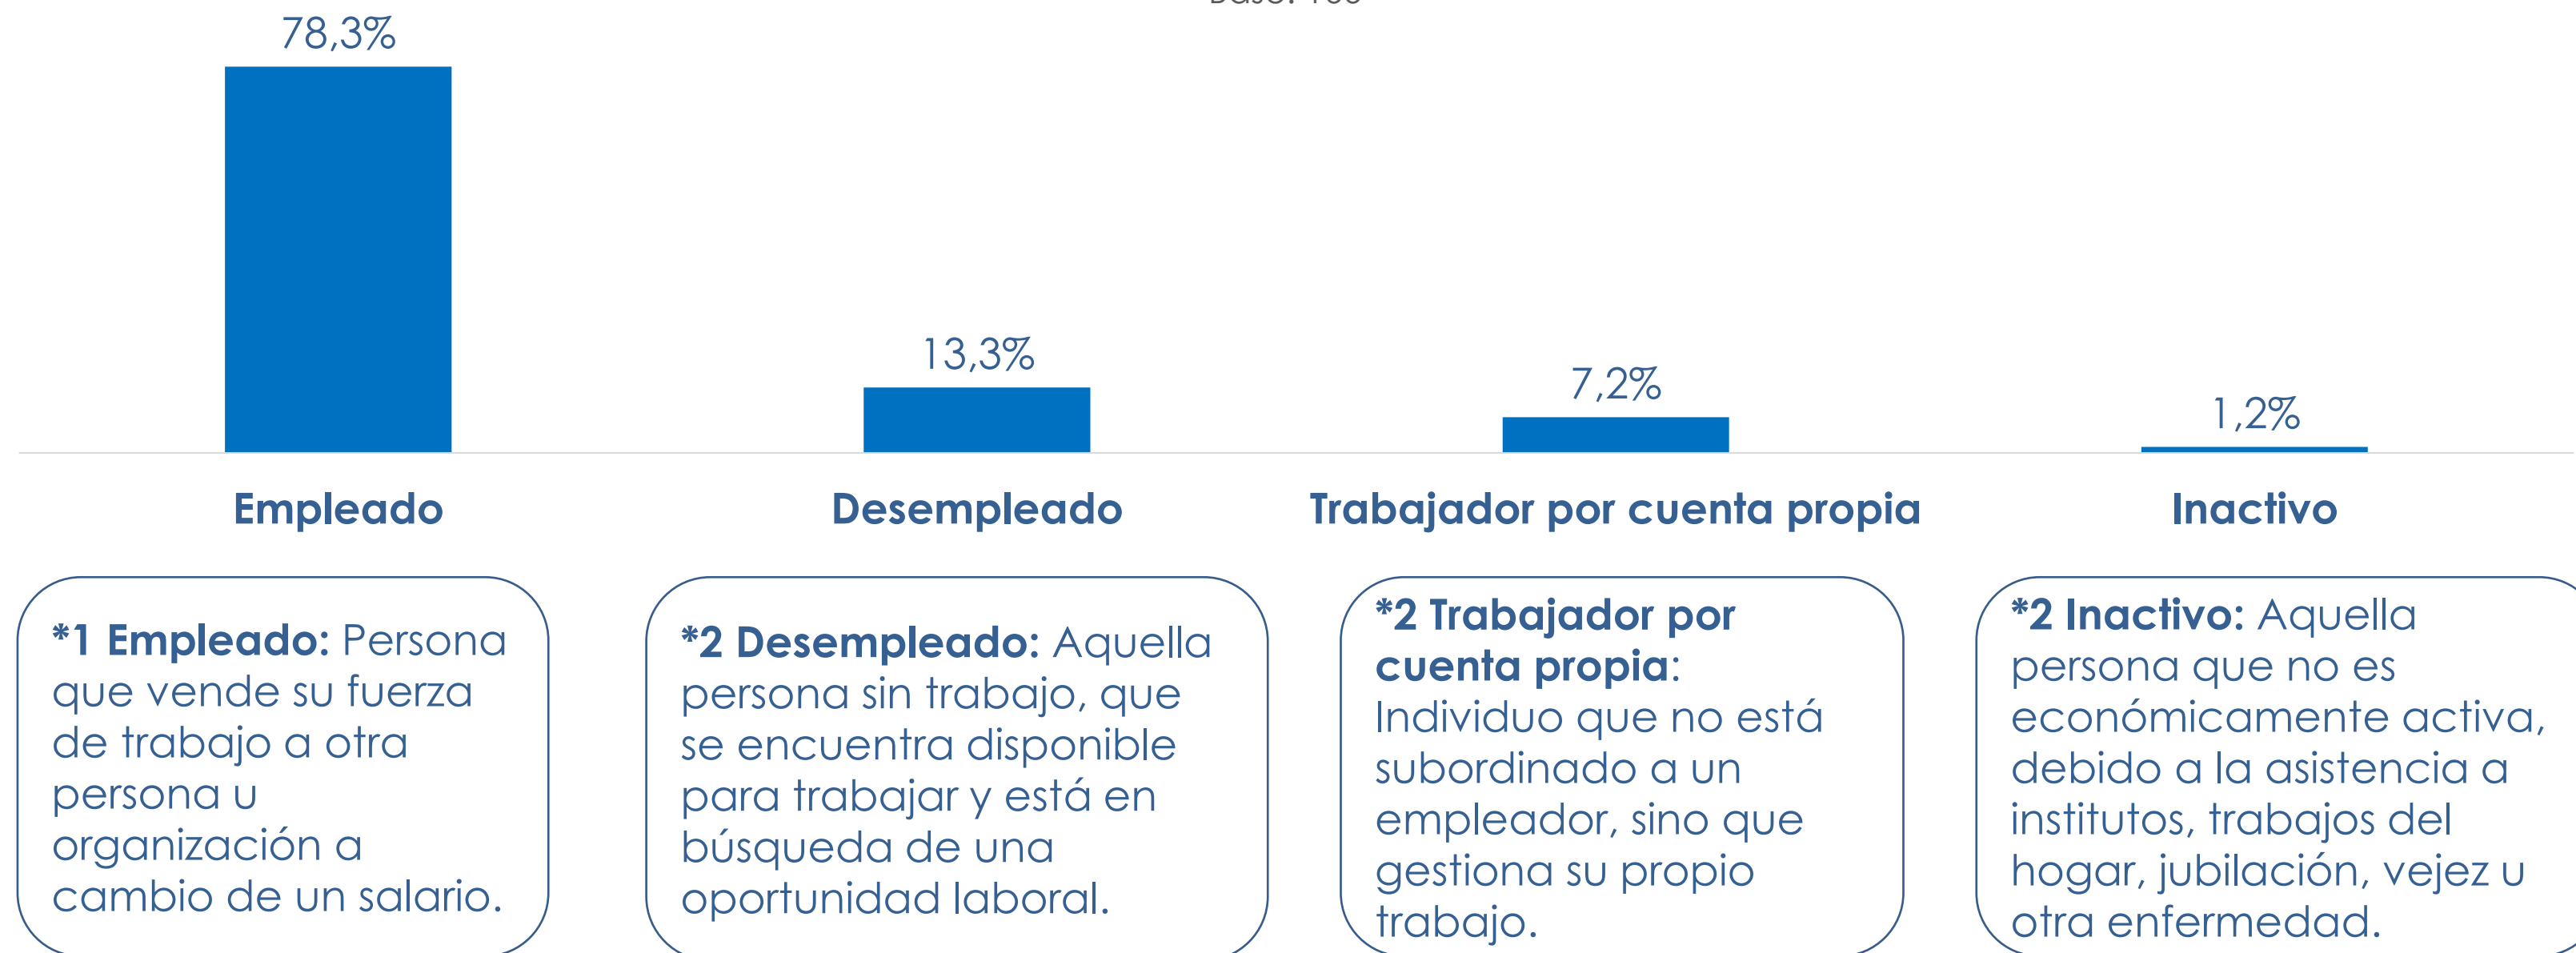 78,3%
13,3%
7,2%
1,2%
Empleado
Desempleado
Trabajador por cuenta propia
Inactivo
*1 Empleado: Persona
que vende su fuerza
de trabajo a otra
persona u
organización a
cambio de un salario.
*2 Desempleado: Aquella
persona sin trabajo, que
se encuentra disponible
para trabajar y está en
búsqueda de una
oportunidad laboral.
*2 Trabajador por
cuenta propia:
Individuo que no está
subordinado a un
empleador, sino que
gestiona su propio
trabajo.
*2 Inactivo: Aquella
persona que no es
económicamente activa,
debido a la asistencia a
institutos, trabajos del
hogar, jubilación, vejez u
otra enfermedad.